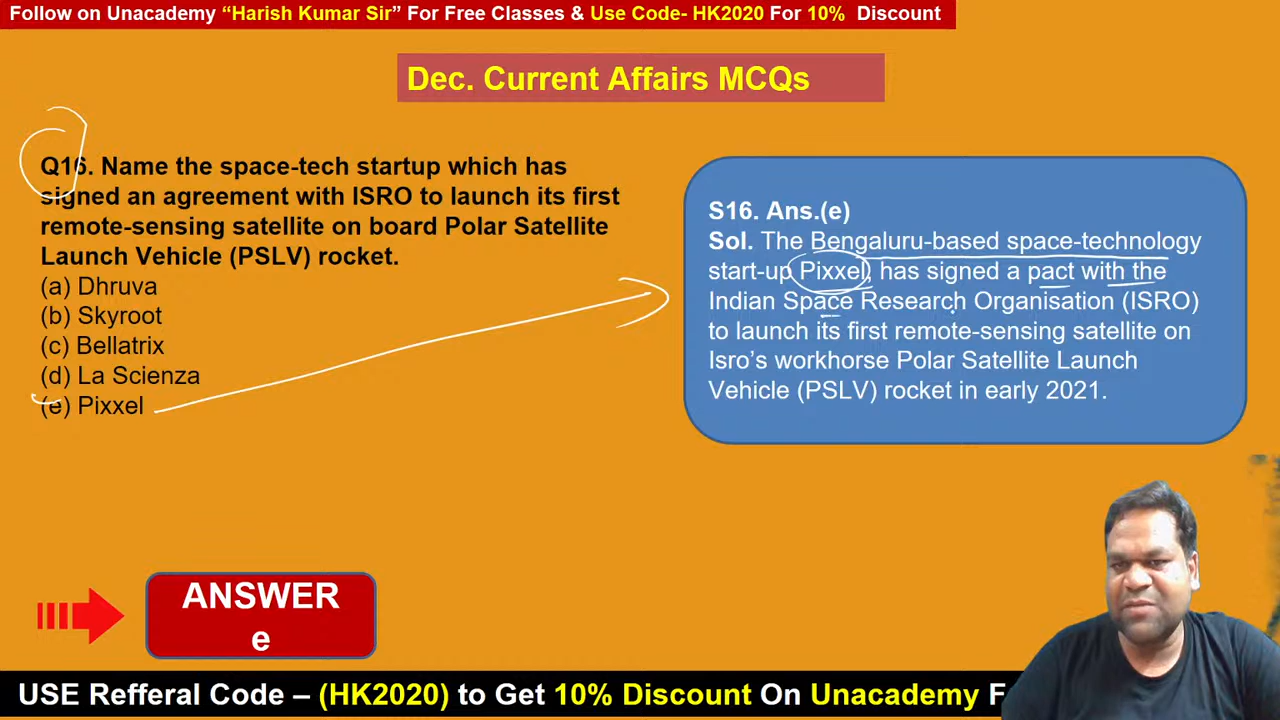 Follow on Unacademy “Harish Kumar Sir” For Free Classes & Use Code- HK2020 For 10% Discount
Dec. Current Affairs MCQs
Q16. Name the space-tech startup which has
signed an agreement with ISRO to launch its first
remote-sensing satellite on board Polar Satellite
Launch Vehicle (PSLV) rocket.
(a) Dhruva
(b) Skyroot
(c) Bellatrix
(d) La Scienza
(e) Pixxel
S16. Ans.(e)
Sol. The Bengaluru-based space-technology
start-up Pixxel, has signed a pact with the
Indian Space Research Organisation (ISRO)
to launch its first remote-sensing satellite on
Isro’s workhorse Polar Satellite Launch
Vehicle (PSLV) rocket in early 2021.
ANSWER
e
USE Refferal Code – (HK2020) to Get 10% Discount On Unacademy F